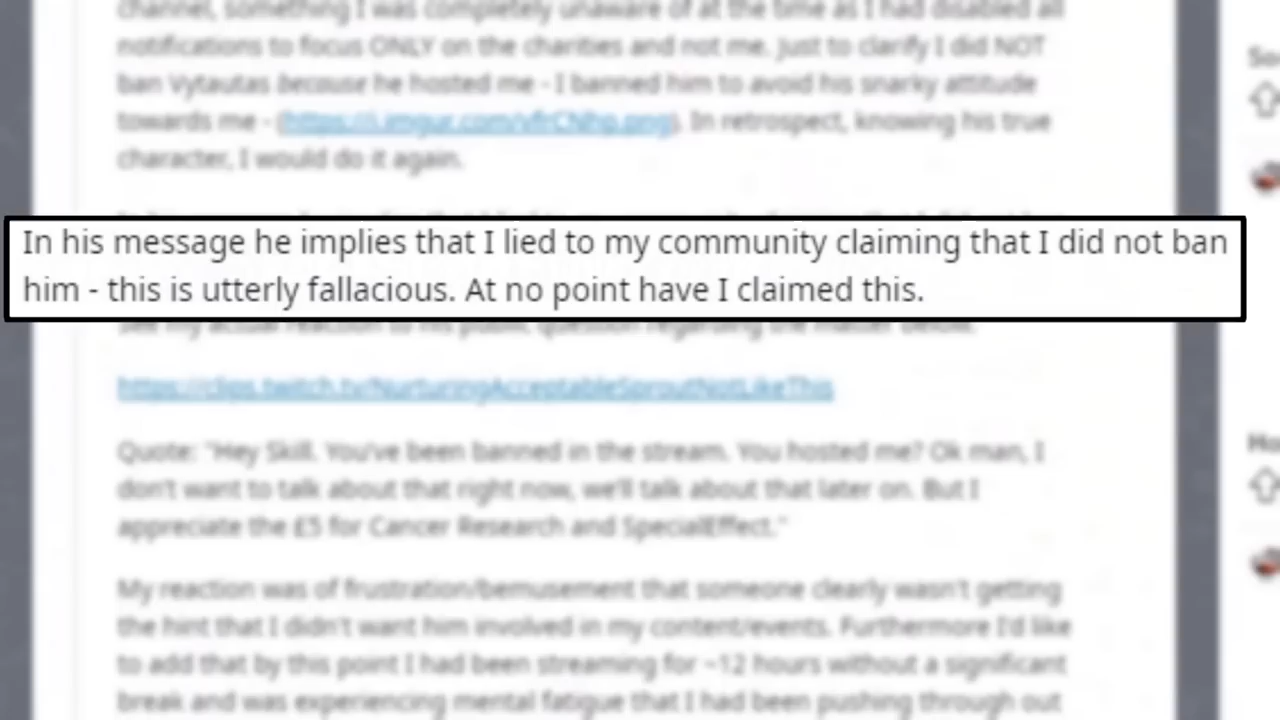 channel, something I was completely unaware of at the time as I had disabled all
notifications to focus ONLY on the charities and not me. Just to clarify I did NOT
ban Vytautas because he hosted me - I banned him to avoid his snarky attitude
towards me - (https://i.imgur.com/ ). In retrospect, knowing his true
character, I would do it again.
In his message he implies that I lied to my community claiming that I did not ban
him - this is utterly fallacious. At no point have I claimed this.
See my actual reaction to his public question regarding the matter below.
https://clips.twitch.tv/NurturingAcceptableSproutNotLikeThis
Quote: "Hey Skill. You've been banned in the stream. You hosted me? Ok man, I
don't want to talk about that right now, we'll talk about that later on. But I
appreciate the £5 for Cancer Research and SpecialEffect."
My reaction was of frustration/bemusement that someone clearly wasn't getting
the hint that I didn't want him involved in my content/events. Furthermore I'd like
to add that by this point I had been streaming for ~12 hours without a significant
break and was experiencing mental fatigue that I had been pushing through out